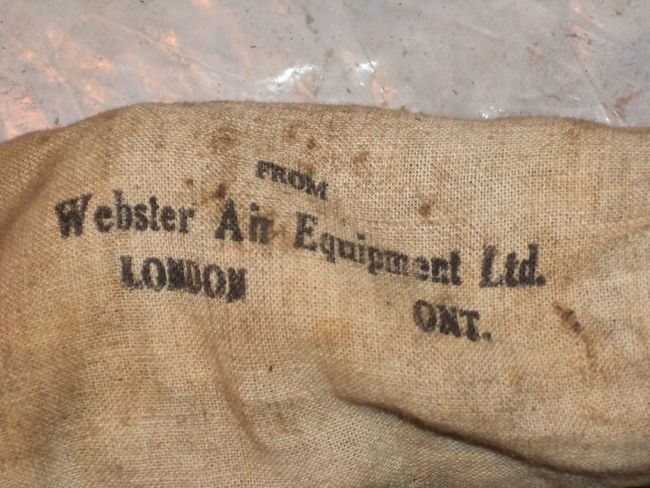 FROM
Webster Air Equipment Ltd.
LONDON ONT.